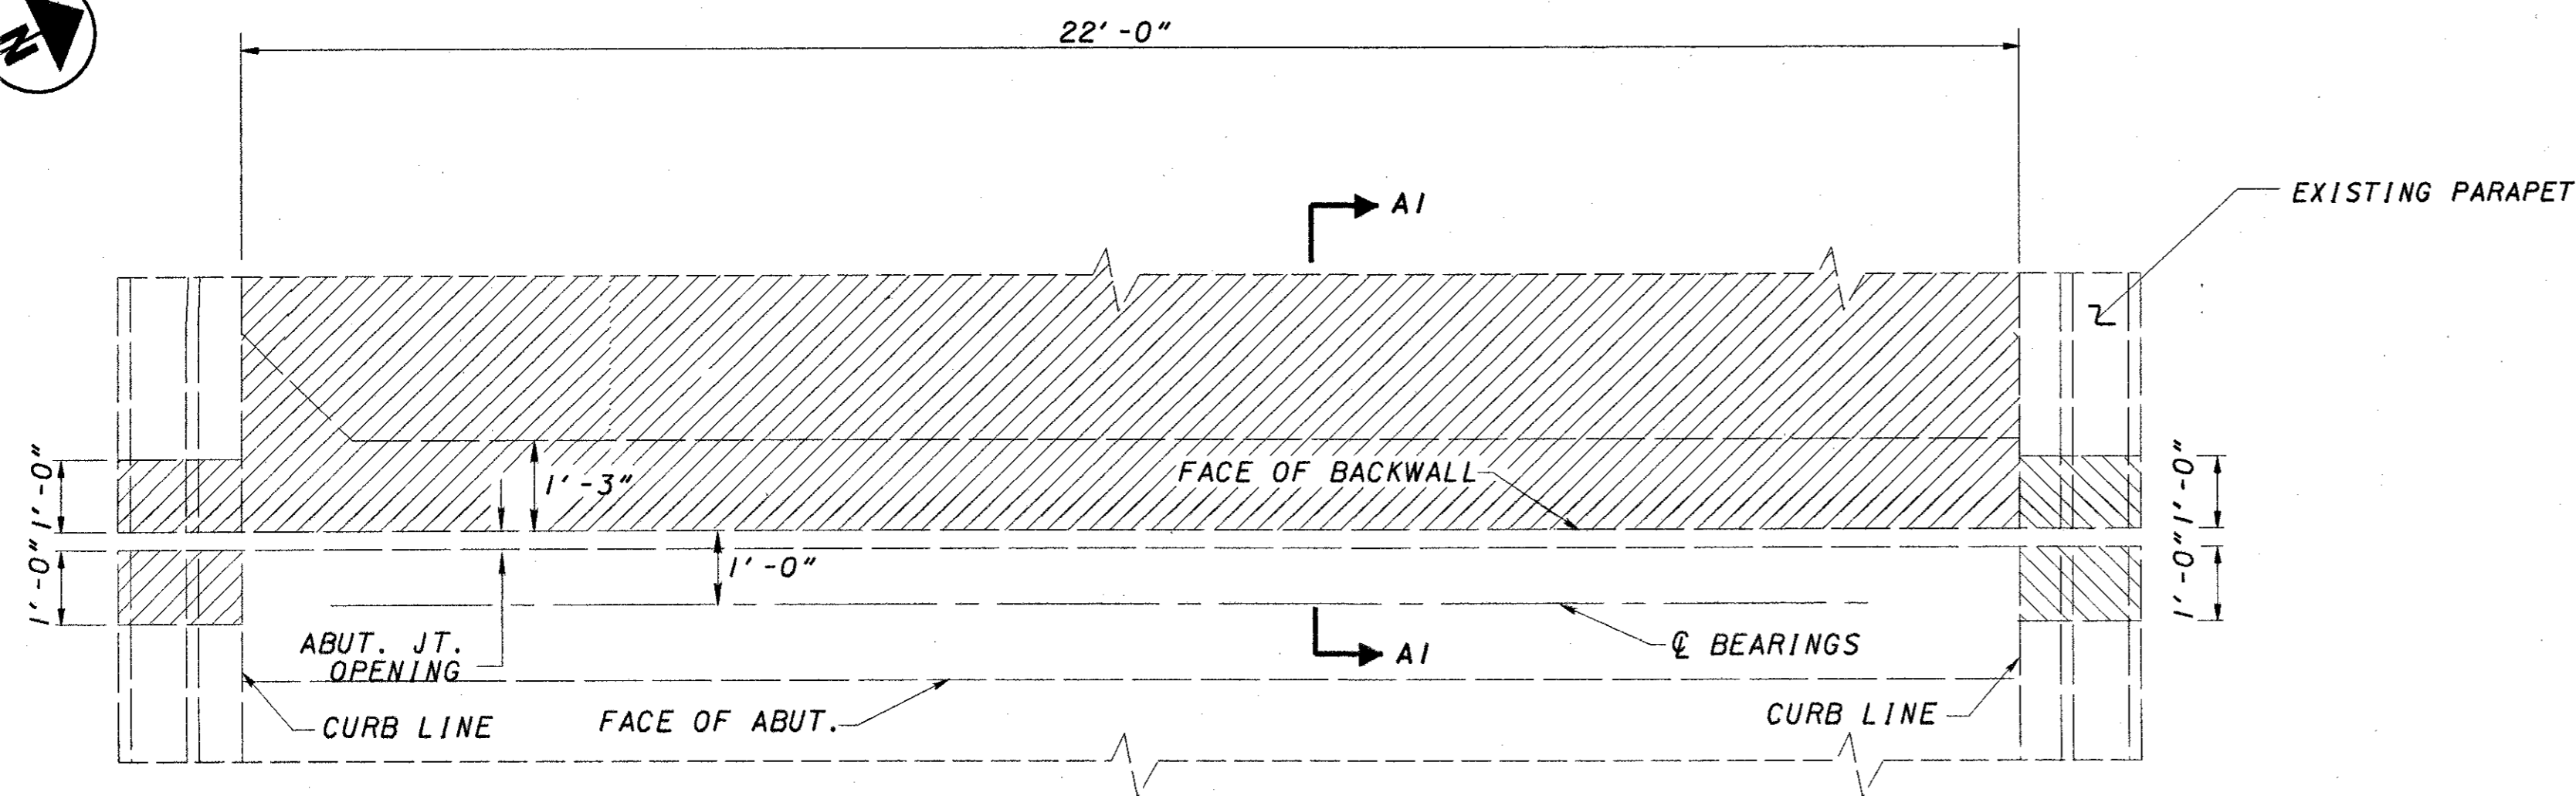 N
22'-0"
A1
EXISTING PARAPET
1'-0"
1'-3"
FACE OF BACKWALL
1'-0"
1'-0"
1'-0"
1'-0"
ABUT. JT.
OPENING
℄ BEARINGS
A1
CURB LINE
FACE OF ABUT.
CURB LINE